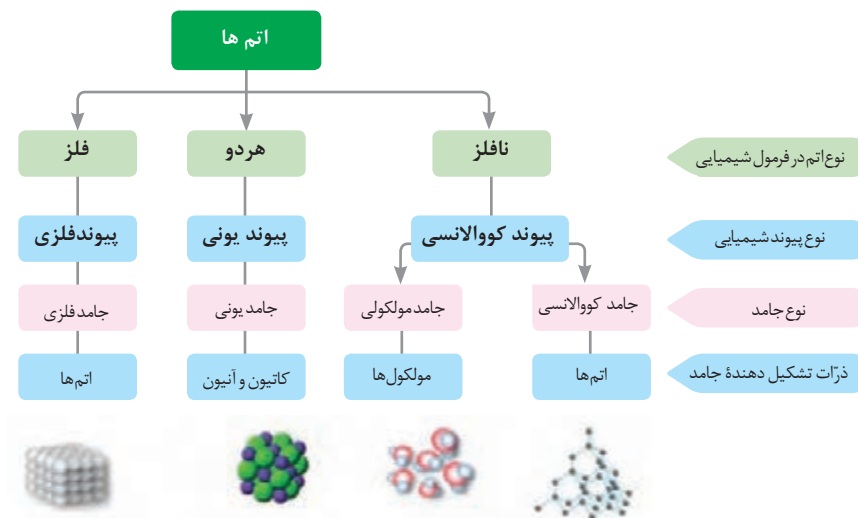 اتم ها
نوع اتم در فرمول شیمیایی
نافلز
هردو
فلز
نوع پیوند شیمیایی
پیوند کووالانسی
پیوند یونی
پیوند فلزی
نوع جامد
جامد کووالانسی
جامد مولکولی
جامد یونی
جامد فلزی
ذرّات تشکیل دهندهٔ جامد
اتم‌ها
مولکول‌ها
کاتیون و آنیون
اتم‌ها